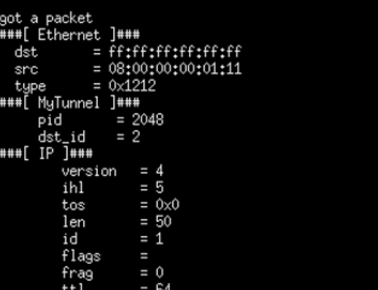 got a packet
###[ Ethernet ]###
dst = ff:ff:ff:ff:ff:ff
src = 08:00:00:00:01:11
type = 0x1212
###[ MyTunnel ]###
pid = 2048
dst_id = 2
###[ IP ]###
version = 4
ihl = 5
tos = 0x0
len = 50
id = 1
flags =
frag = 0
ttl = 64